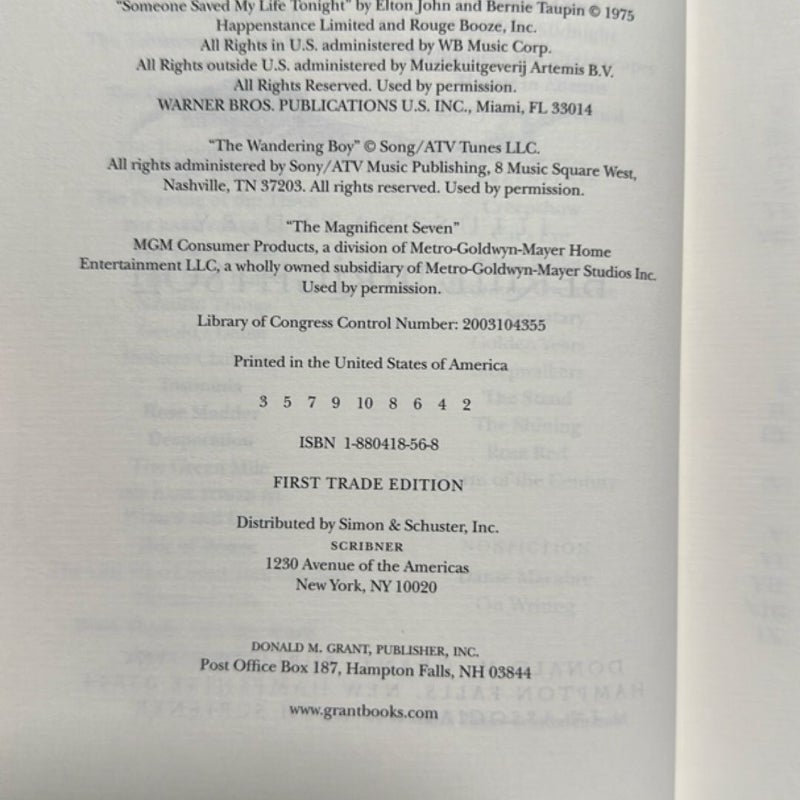 "Someone Saved My Life Tonight" by Elton John and Bernie Taupin © 1975
Happenstance Limited and Rouge Booze, Inc.
All Rights in U.S. administered by WB Music Corp.
All Rights outside U.S. administered by Muziekuitgeverij Artemis B.V.
All Rights Reserved. Used by permission.
WARNER BROS. PUBLICATIONS U.S. INC., Miami, FL 33014
"The Wandering Boy" © Song/ATV Tunes LLC.
All rights administered by Sony/ATV Music Publishing, 8 Music Square West,
Nashville, TN 37203. All rights reserved. Used by permission.
"The Magnificent Seven"
MGM Consumer Products, a division of Metro-Goldwyn-Mayer Home
Entertainment LLC, a wholly owned subsidiary of Metro-Goldwyn-Mayer Studios Inc.
Used by permission.
Library of Congress Control Number: 2003104355
Printed in the United States of America
3 5 7 9 10 8 6 4 2
ISBN 1-880418-56-8
FIRST TRADE EDITION
Distributed by Simon & Schuster, Inc.
SCRIBNER
1230 Avenue of the Americas
New York, NY 10020
DONALD M. GRANT, PUBLISHER, INC.
Post Office Box 187, Hampton Falls, NH 03844
www.grantbooks.com